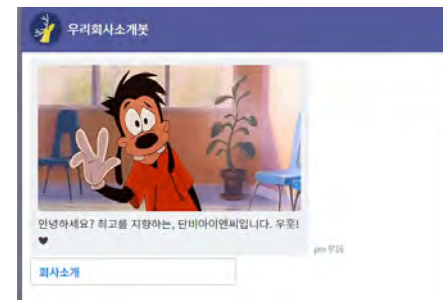 우리회사소개봇
안녕하세요? 최고를 지향하는, 단비아이엔씨입니다. 우훗!
♥
pm 9:16
회사소개